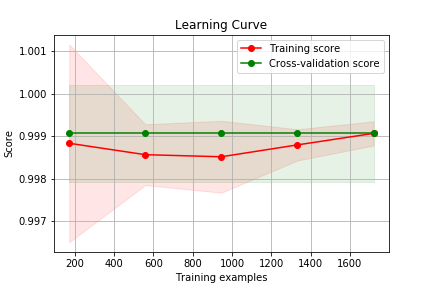 Learning Curve
Training score
Cross-validation score
1.001
1.000
0.999
0.998
0.997
Score
200 400 600 800 1000 1200 1400 1600
Training examples